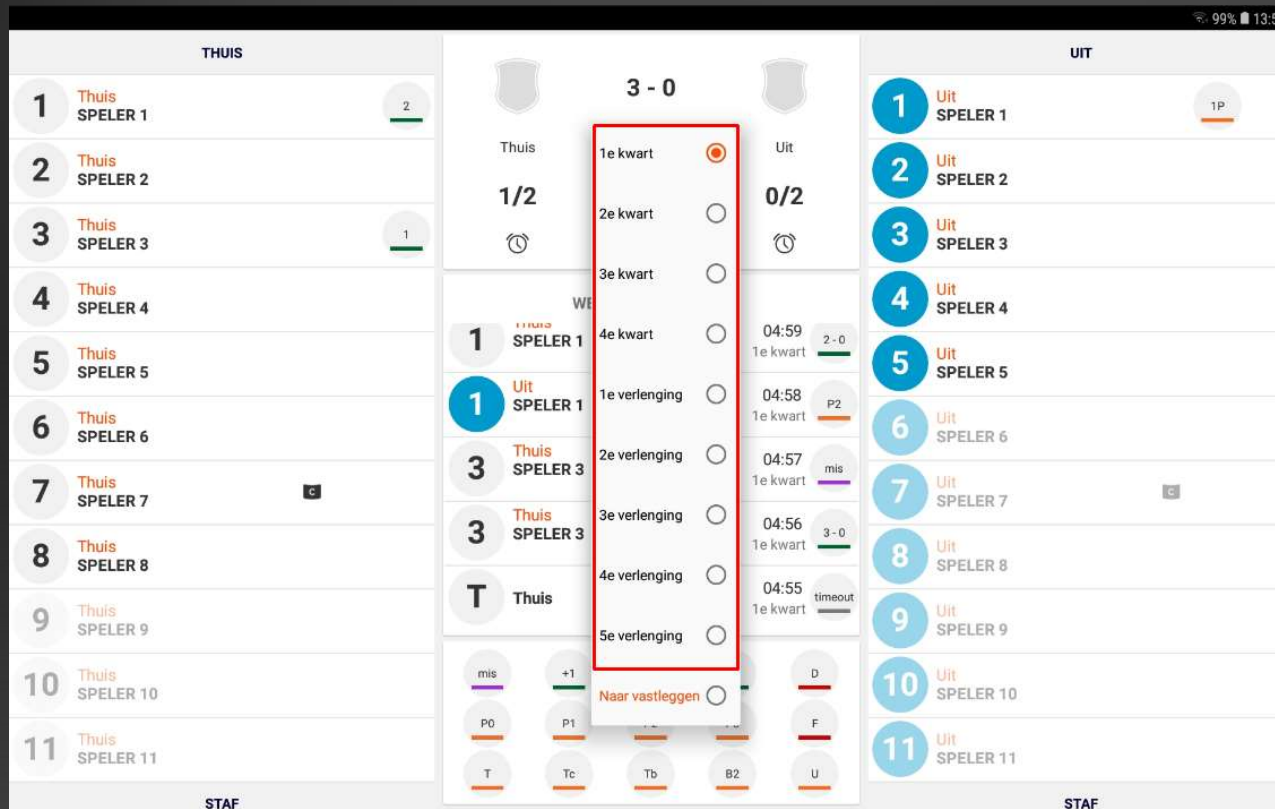 99% 13:5
THUIS
1 Thuis
SPELER 1
2
2 Thuis
SPELER 2
3 Thuis
SPELER 3
1
4 Thuis
SPELER 4
5 Thuis
SPELER 5
6 Thuis
SPELER 6
7 Thuis
SPELER 7
C
8 Thuis
SPELER 8
9 Thuis
SPELER 9
10 Thuis
SPELER 10
11 Thuis
SPELER 11
STAF
3 - 0
Thuis
Uit
1/2
0/2
1e kwart
2e kwart
3e kwart
4e kwart
1e verlenging
2e verlenging
3e verlenging
4e verlenging
5e verlenging
Naar vastleggen
1 Thuis
SPELER 1
04:59
1e kwart
2 - 0
1 Uit
SPELER 1
04:58
1e kwart
P2
3 Thuis
SPELER 3
04:57
1e kwart
mis
3 Thuis
SPELER 3
04:56
1e kwart
3 - 0
T Thuis
04:55
1e kwart
timeout
mis +1 D
P0 P1 F
T Tc Tb B2 U
UIT
1 Uit
SPELER 1
1P
2 Uit
SPELER 2
3 Uit
SPELER 3
4 Uit
SPELER 4
5 Uit
SPELER 5
6 Uit
SPELER 6
7 Uit
SPELER 7
C
8 Uit
SPELER 8
9 Uit
SPELER 9
10 Uit
SPELER 10
11 Uit
SPELER 11
STAF